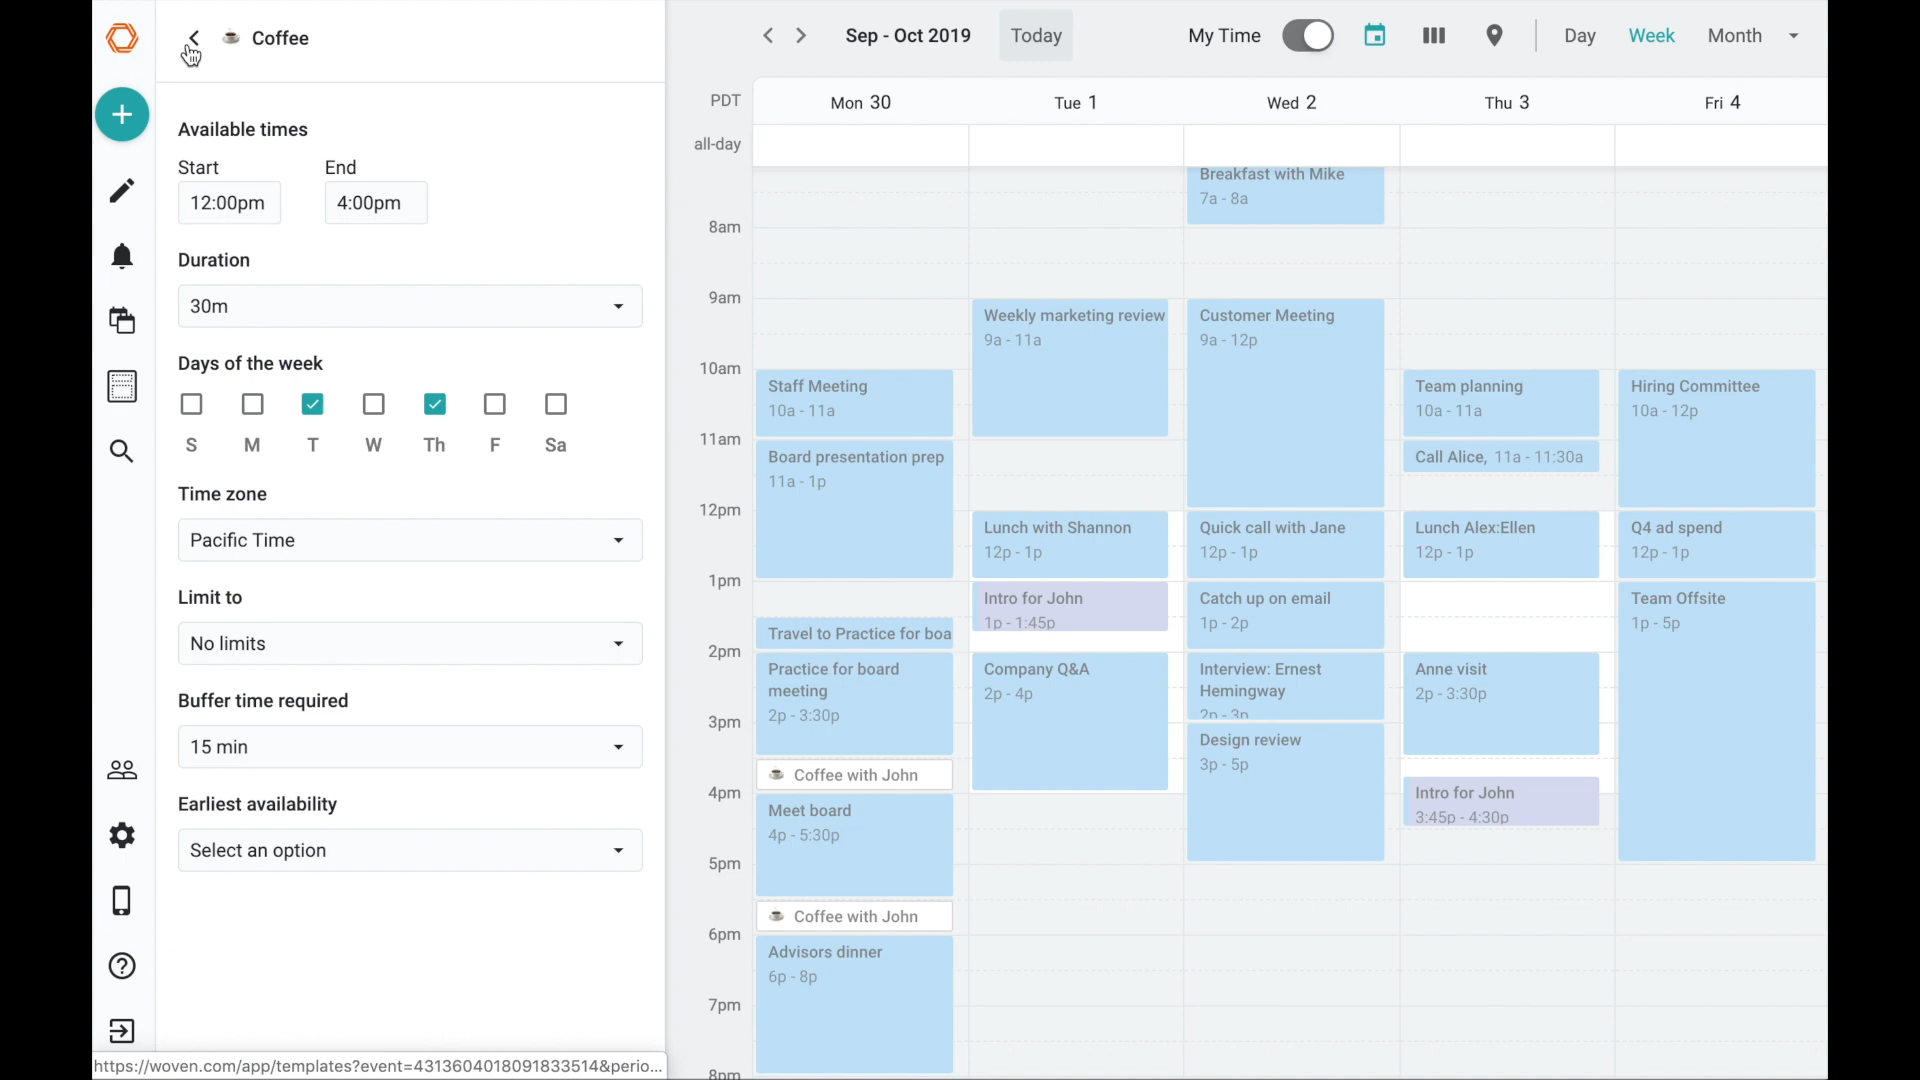 Coffee
Available times
Start
End
12:00pm
4:00pm
Duration
30m
Days of the week
S M T W Th F Sa
Time zone
Pacific Time
Limit to
No limits
Buffer time required
15 min
Earliest availability
Select an option
https://woven.com/app/templates?event=4313604018091833514&perio...
Sep - Oct 2019
Today
My Time
Day
Week
Month
PDT
Mon 30
Tue 1
Wed 2
Thu 3
Fri 4
all-day
8am
9am
10am
11am
12pm
1pm
2pm
3pm
4pm
5pm
6pm
7pm
8pm
Staff Meeting
10a - 11a
Board presentation prep
11a - 1p
Travel to Practice for boa
Practice for board
meeting
2p - 3:30p
Coffee with John
Meet board
4p - 5:30p
Coffee with John
Advisors dinner
6p - 8p
Weekly marketing review
9a - 11a
Lunch with Shannon
12p - 1p
Intro for John
1p - 1:45p
Company Q&A
2p - 4p
Breakfast with Mike
7a - 8a
Customer Meeting
9a - 12p
Quick call with Jane
12p - 1p
Catch up on email
1p - 2p
Interview: Ernest
Hemingway
2p - 3p
Design review
3p - 5p
Team planning
10a - 11a
Call Alice, 11a - 11:30a
Lunch Alex:Ellen
12p - 1p
Anne visit
2p - 3:30p
Intro for John
3:45p - 4:30p
Hiring Committee
10a - 12p
Q4 ad spend
12p - 1p
Team Offsite
1p - 5p